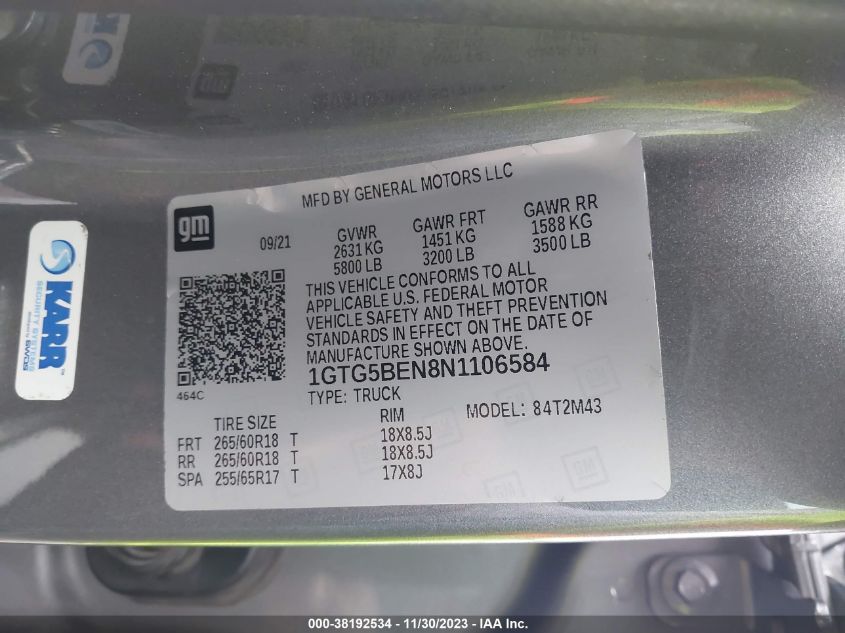 MFD BY GENERAL MOTORS LLC
gm
09/21
GVWR
2631 KG
5800 LB
GAWR FRT
1451 KG
3200 LB
GAWR RR
1588 KG
3500 LB
THIS VEHICLE CONFORMS TO ALL
APPLICABLE U.S. FEDERAL MOTOR
VEHICLE SAFETY AND THEFT PREVENTION
STANDARDS IN EFFECT ON THE DATE OF
MANUFACTURE SHOWN ABOVE.
464C
1GTG5BEN8N1106584
TYPE: TRUCK
MODEL: 84T2M43
TIRE SIZE RIM
FRT 265/60R18 T 18X8.5J
RR 265/60R18 T 18X8.5J
SPA 255/65R17 T 17X8J
KARR
SECURITY SYSTEMS
000-38192534 - 11/30/2023 - IAA Inc.